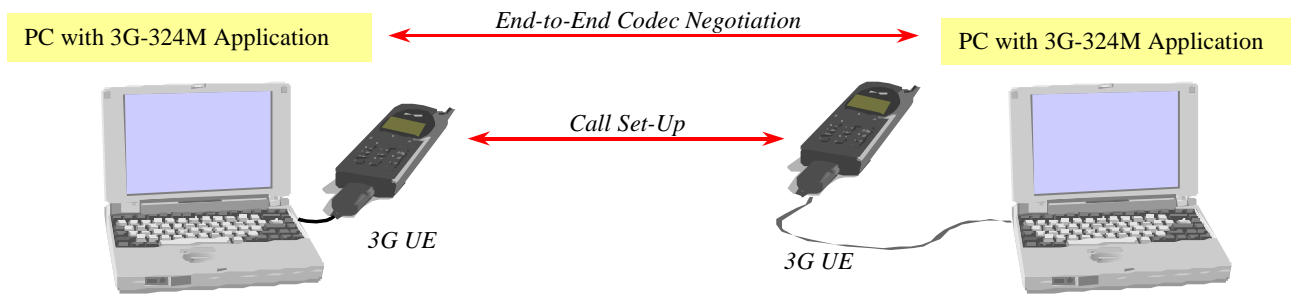 End-to-End Codec Negotiation
PC with 3G-324M Application
PC with 3G-324M Application
Call Set-Up
3G UE
3G UE